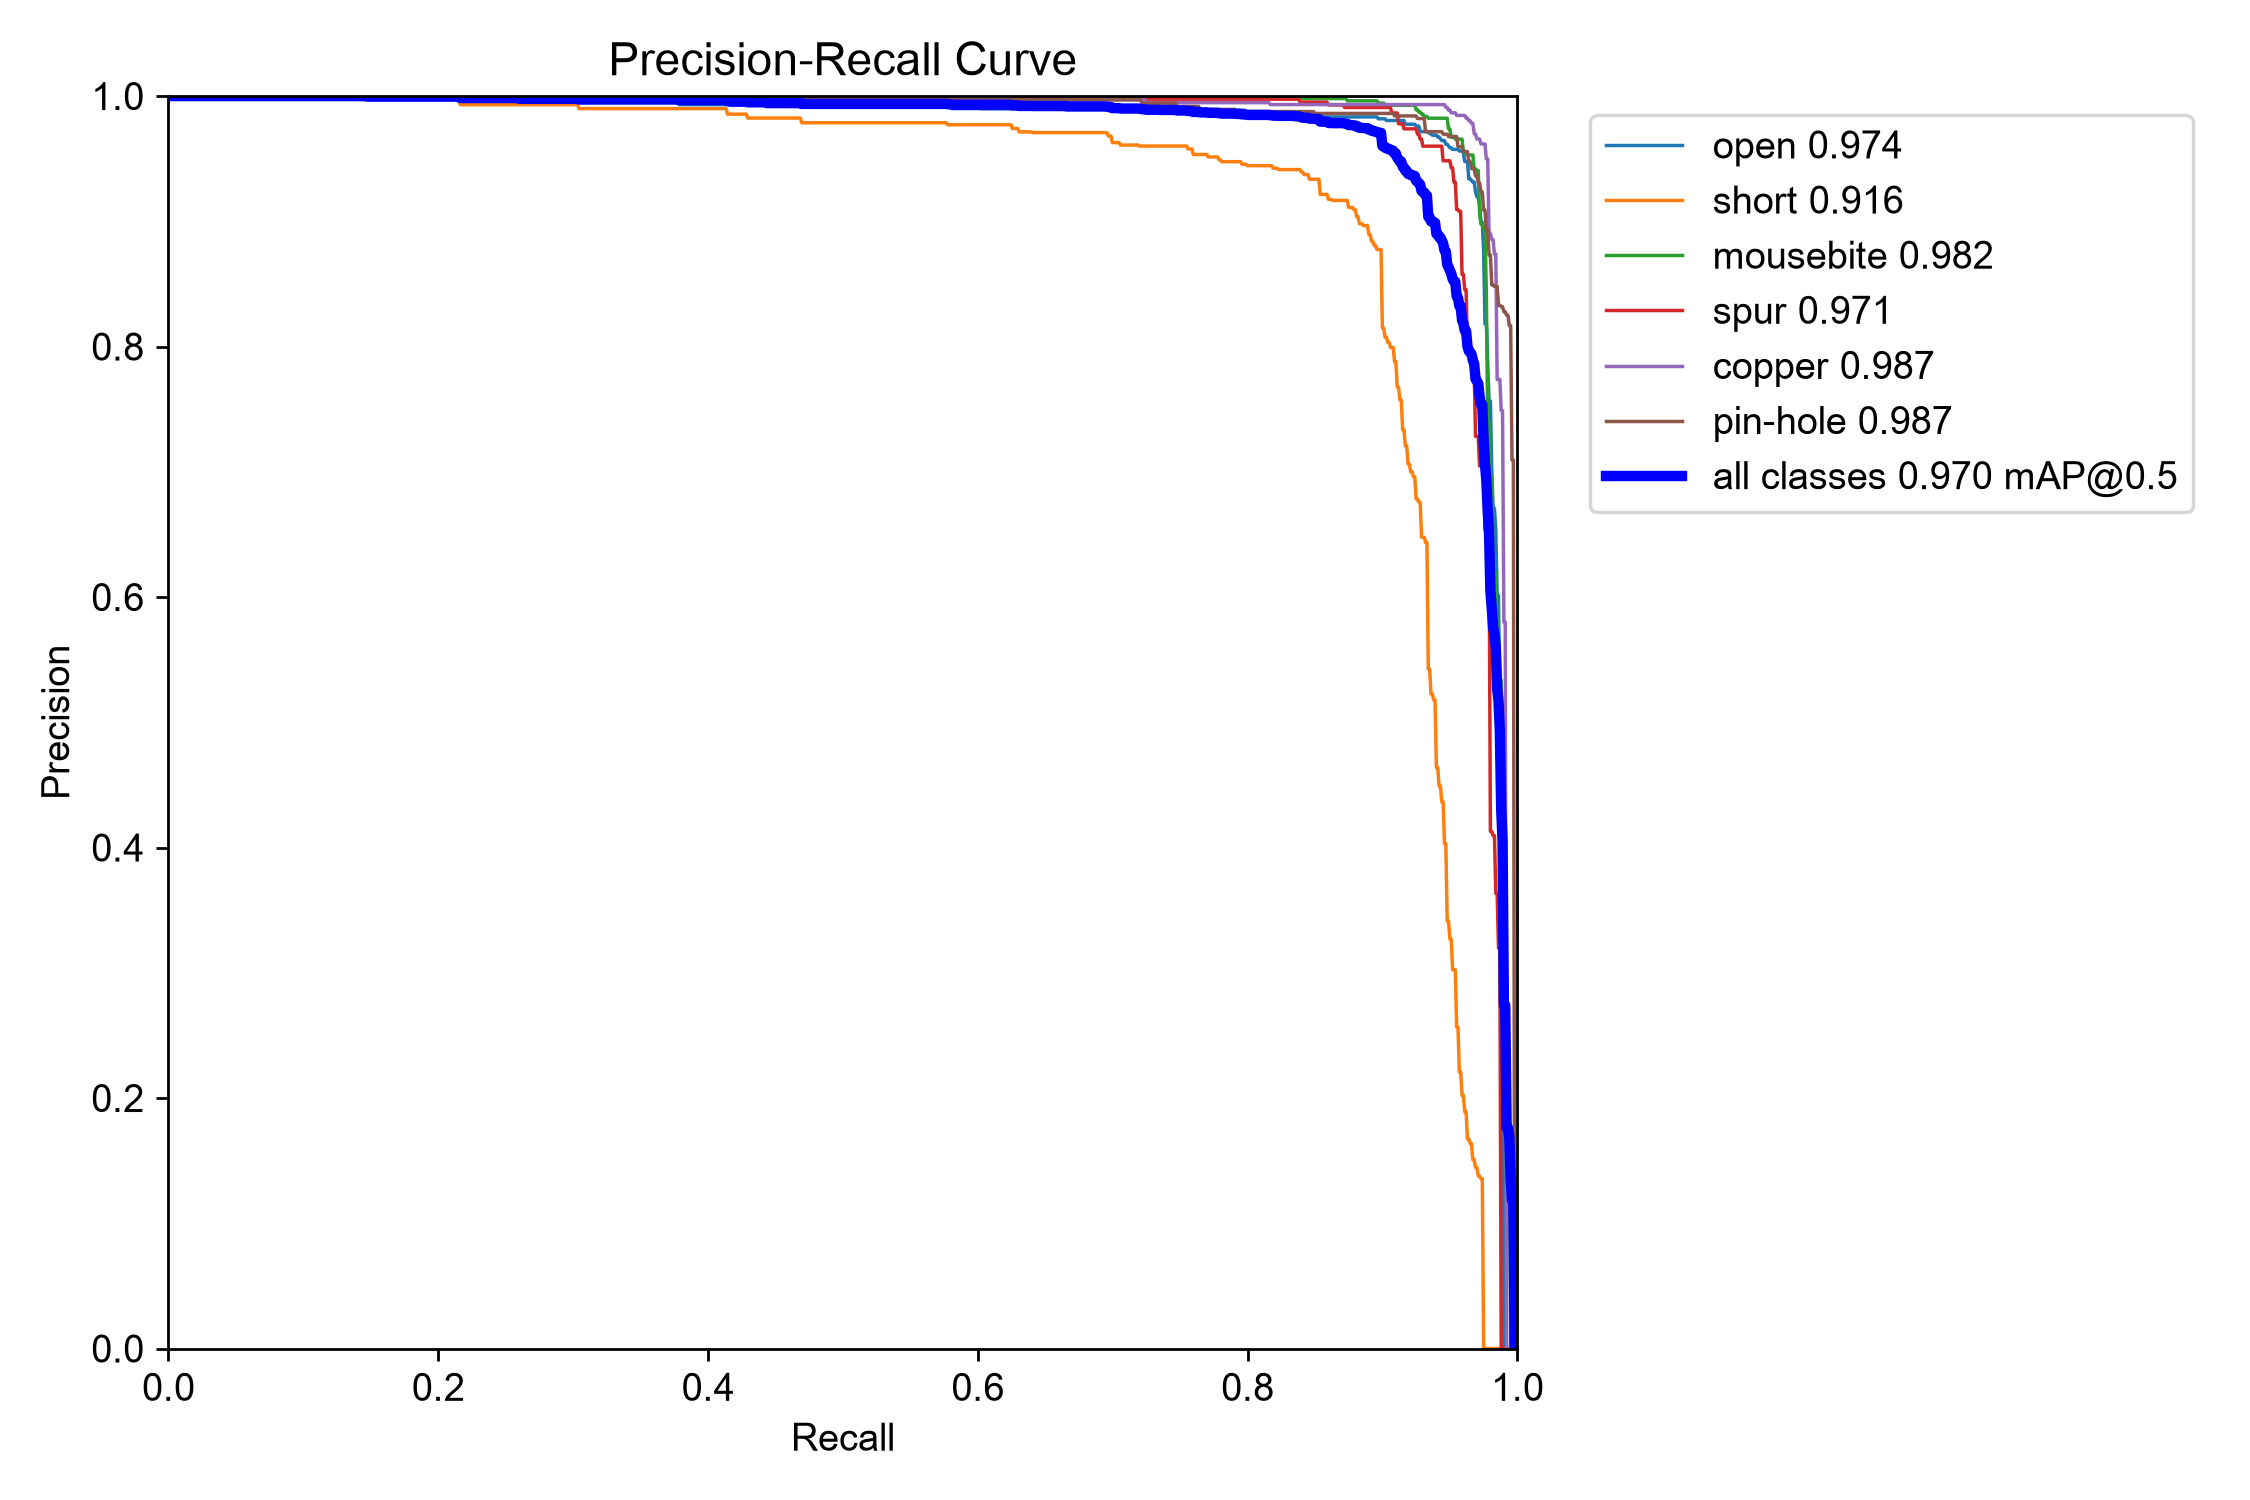 Precision-Recall Curve
1.0
0.8
0.6
0.4
0.2
0.0
Precision
0.0 0.2 0.4 0.6 0.8 1.0
Recall
open 0.974
short 0.916
mousebite 0.982
spur 0.971
copper 0.987
pin-hole 0.987
all classes 0.970 mAP@0.5